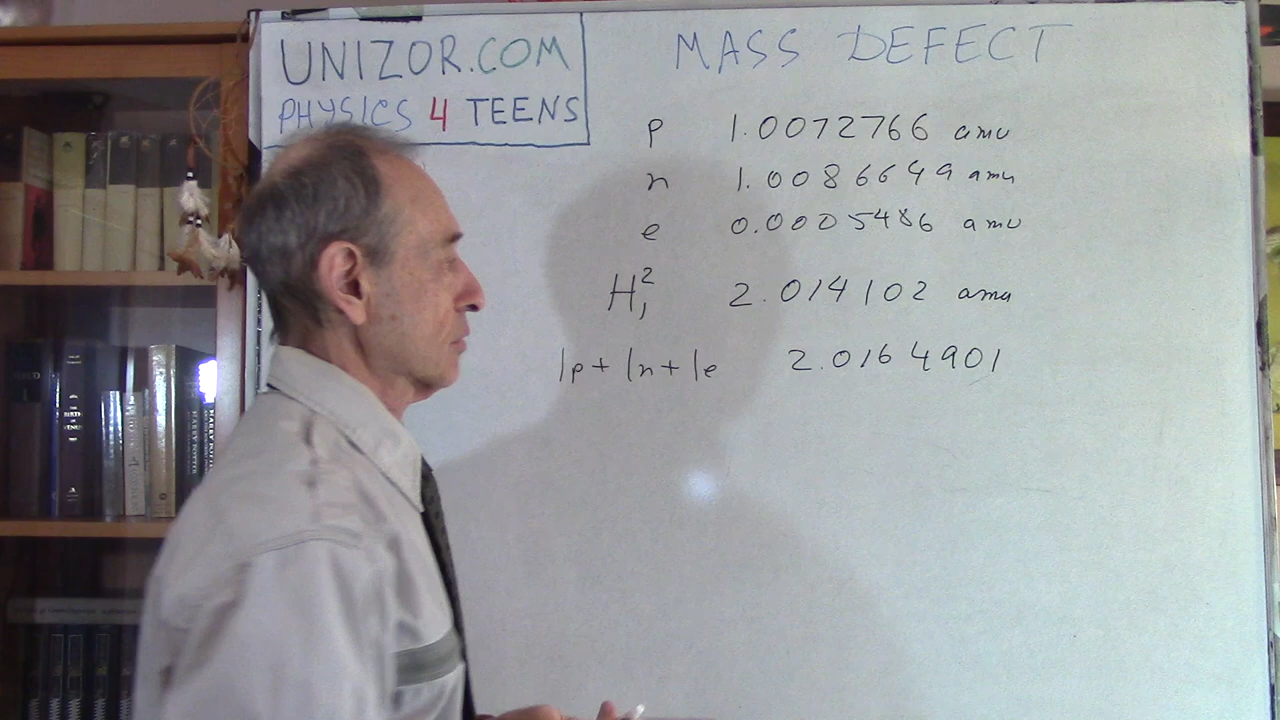 UNIZOR.COM
PHYSICS 4 TEENS
MASS DEFECT
p 1.0072766 amu
n 1.0086649 amu
e 0.0005486 amu
H²₁ 2.014102 amu
1p + 1n + 1e 2.0164901